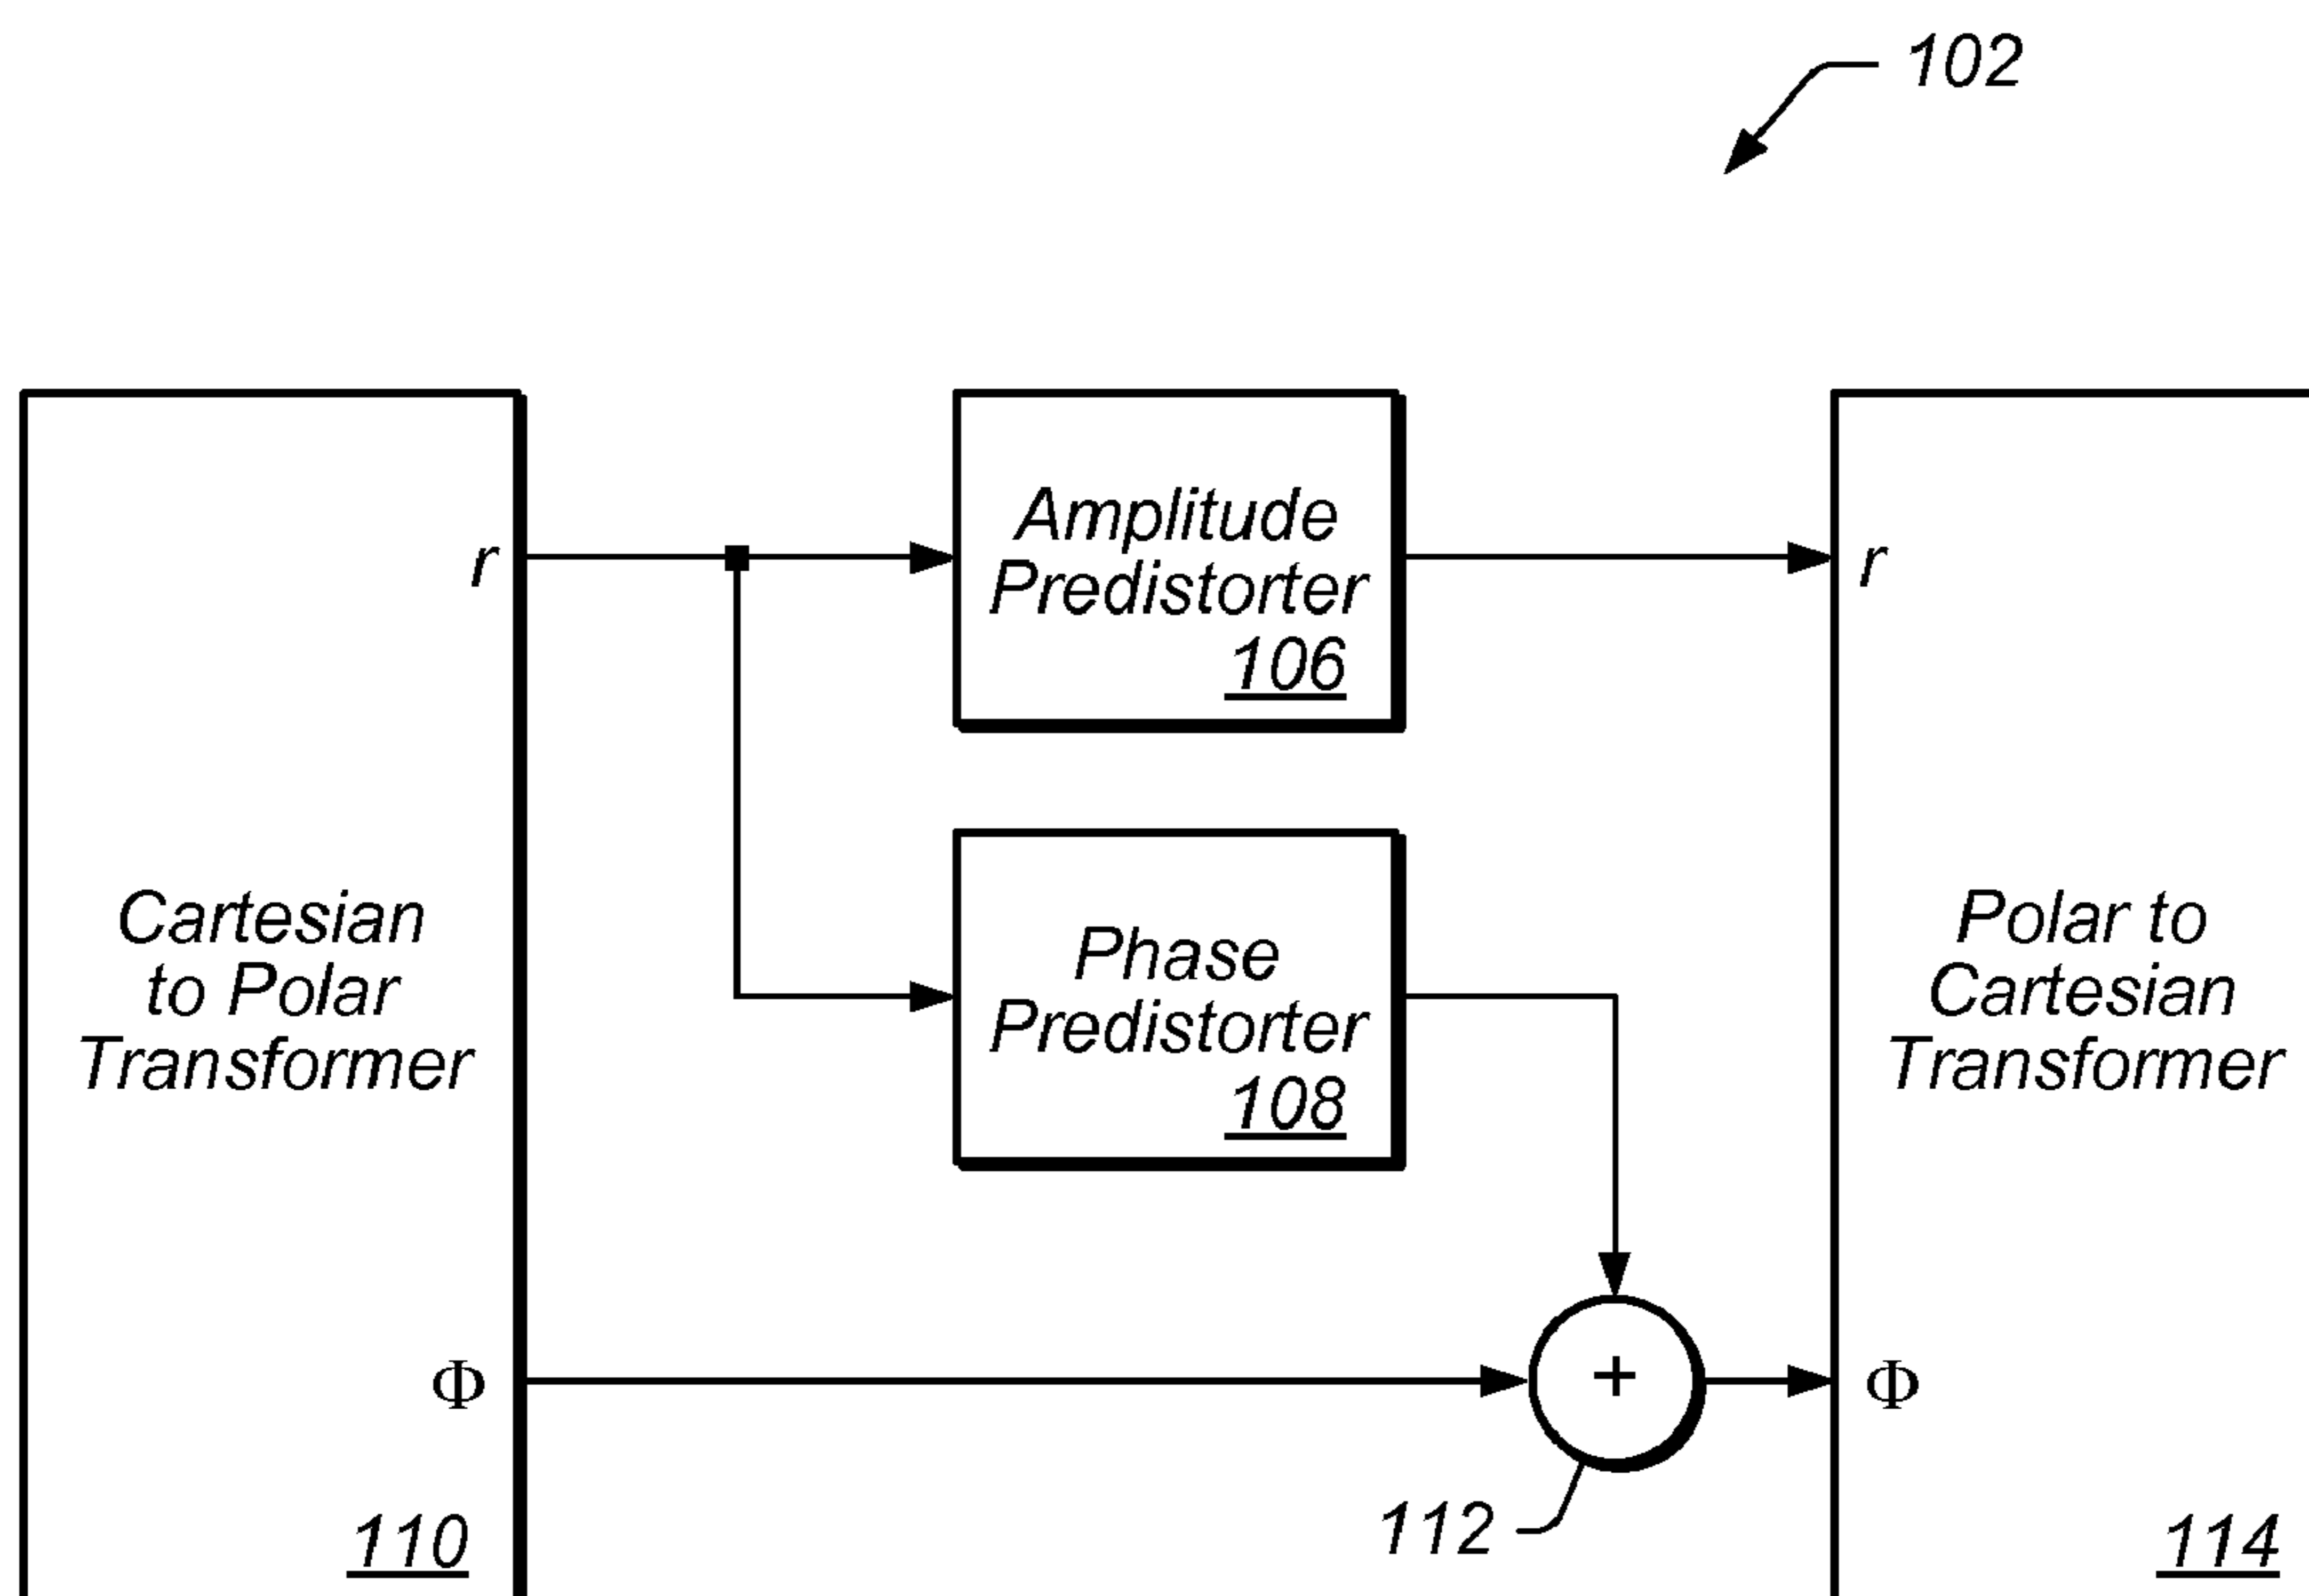 102
r
Amplitude
Predistorter
106
r
Cartesian
to Polar
Transformer
Phase
Predistorter
108
Polar to
Cartesian
Transformer
Φ
+
Φ
110
112
114